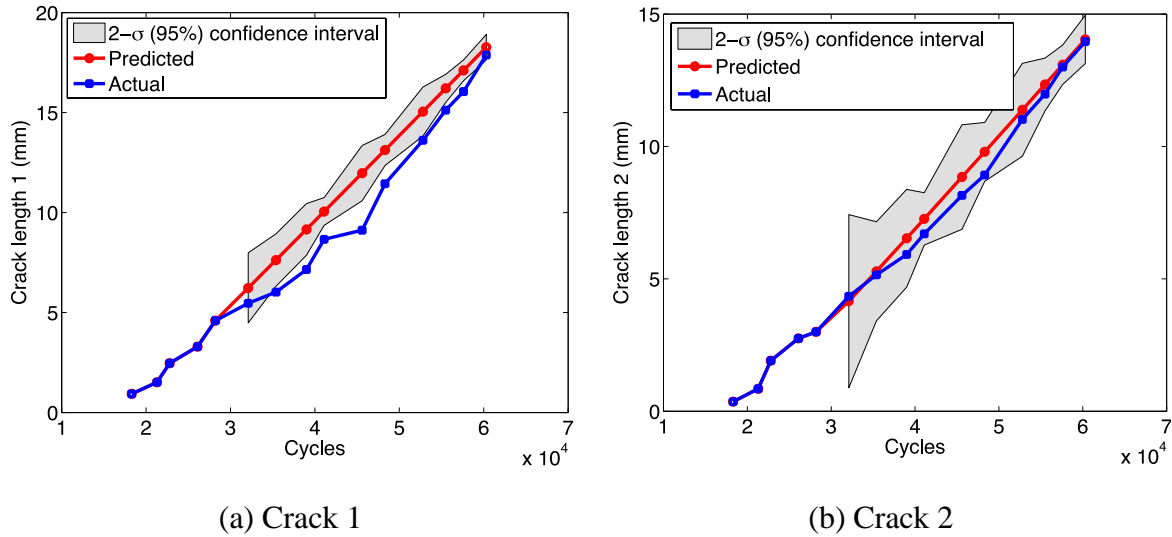 20
15
10
5
0
Crack length 1 (mm)
2−σ (95%) confidence interval
Predicted
Actual
1 2 3 4 5 6 7
Cycles
x 10^4
(a) Crack 1
15
10
5
0
Crack length 2 (mm)
2−σ (95%) confidence interval
Predicted
Actual
1 2 3 4 5 6 7
Cycles
x 10^4
(b) Crack 2